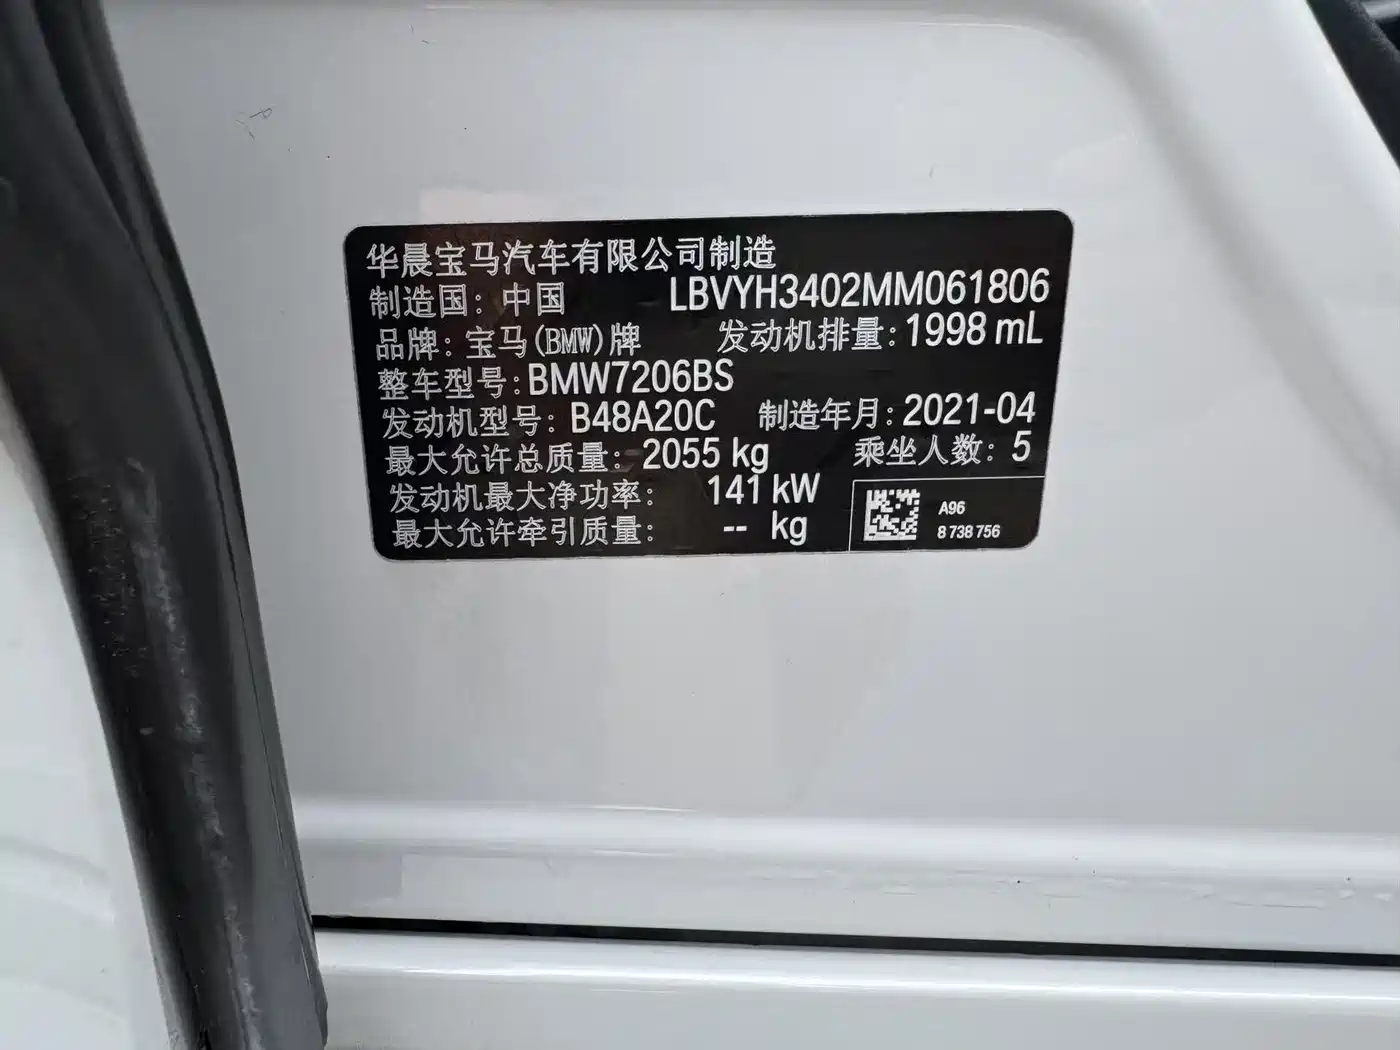 华晨宝马汽车有限公司制造
制造国：中国 LBVYH3402MM061806
品牌：宝马(BMW)牌 发动机排量：1998 mL
整车型号：BMW7206BS
发动机型号：B48A20C 制造年月：2021-04
最大允许总质量：2055 kg 乘坐人数：5
发动机最大净功率： 141 kW
最大允许牵引质量： -- kg
A96
8 738 756